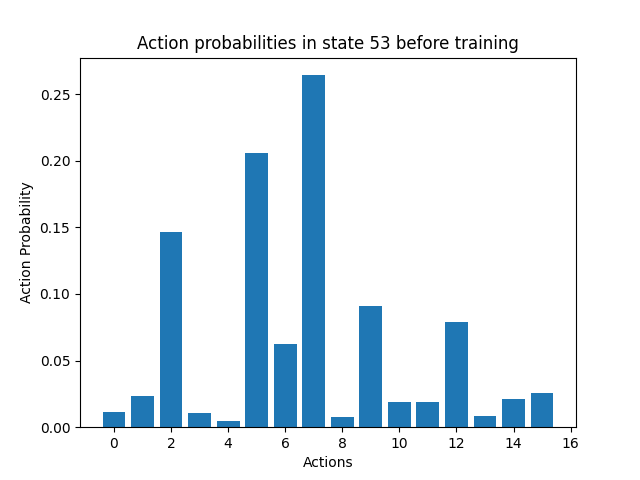 Action probabilities in state 53 before training
0.25
0.20
0.15
0.10
0.05
0.00
Action Probability
0 2 4 6 8 10 12 14 16
Actions